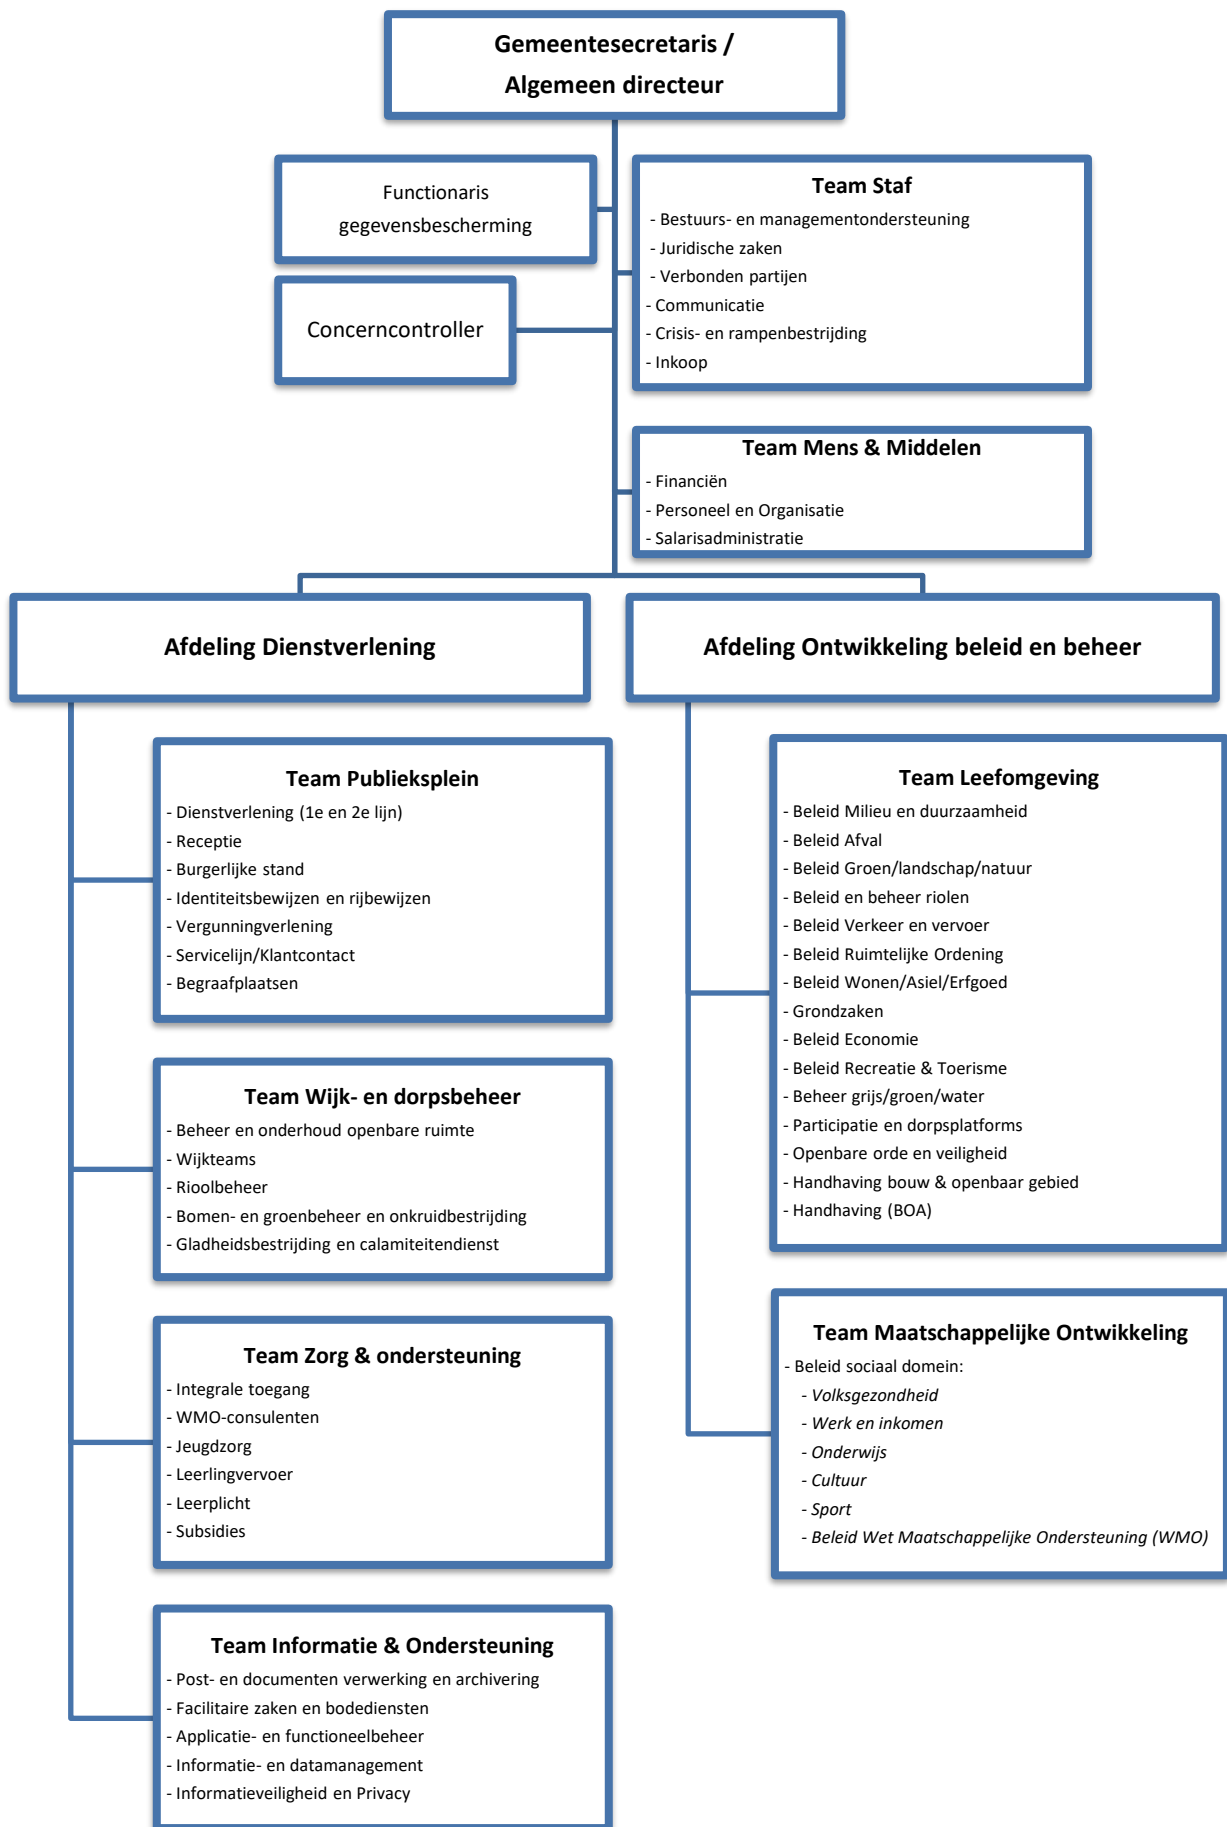 Gemeentesecretaris /
Algemeen directeur
Functionaris
gegevensbescherming
Team Staf
- Bestuurs- en managementondersteuning
- Juridische zaken
- Verbonden partijen
- Communicatie
- Crisis- en rampenbestrijding
- Inkoop
Concerncontroller
Team Mens & Middelen
- Financiën
- Personeel en Organisatie
- Salarisadministratie
Afdeling Dienstverlening
Afdeling Ontwikkeling beleid en beheer
Team Publieksplein
- Dienstverlening (1e en 2e lijn)
- Receptie
- Burgerlijke stand
- Identiteitsbewijzen en rijbewijzen
- Vergunningverlening
- Servicelijn/Klantcontact
- Begraafplaatsen
Team Wijk- en dorpsbeheer
- Beheer en onderhoud openbare ruimte
- Wijkteams
- Rioolbeheer
- Bomen- en groenbeheer en onkruidbestrijding
- Gladheidsbestrijding en calamiteitendienst
Team Zorg & ondersteuning
- Integrale toegang
- WMO-consulenten
- Jeugdzorg
- Leerlingvervoer
- Leerplicht
- Subsidies
Team Informatie & Ondersteuning
- Post- en documenten verwerking en archivering
- Facilitaire zaken en bodediensten
- Applicatie- en functioneelbeheer
- Informatie- en datamanagement
- Informatieveiligheid en Privacy
Team Leefomgeving
- Beleid Milieu en duurzaamheid
- Beleid Afval
- Beleid Groen/landschap/natuur
- Beleid en beheer riolen
- Beleid Verkeer en vervoer
- Beleid Ruimtelijke Ordening
- Beleid Wonen/Asiel/Erfgoed
- Grondzaken
- Beleid Economie
- Beleid Recreatie & Toerisme
- Beheer grijs/groen/water
- Participatie en dorpsplatforms
- Openbare orde en veiligheid
- Handhaving bouw & openbaar gebied
- Handhaving (BOA)
Team Maatschappelijke Ontwikkeling
- Beleid sociaal domein:
- Volksgezondheid
- Werk en inkomen
- Onderwijs
- Cultuur
- Sport
- Beleid Wet Maatschappelijke Ondersteuning (WMO)